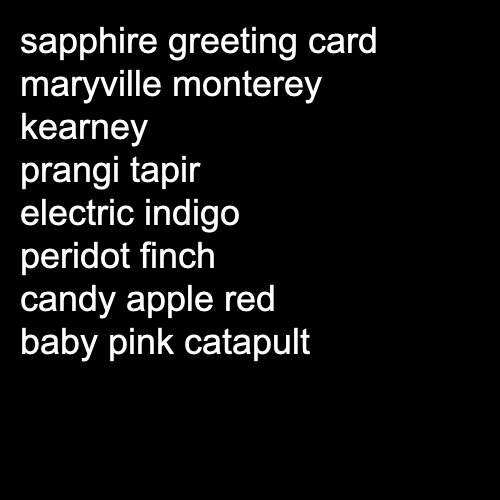 sapphire greeting card
maryville monterey
kearney
prangi tapir
electric indigo
peridot finch
candy apple red
baby pink catapult